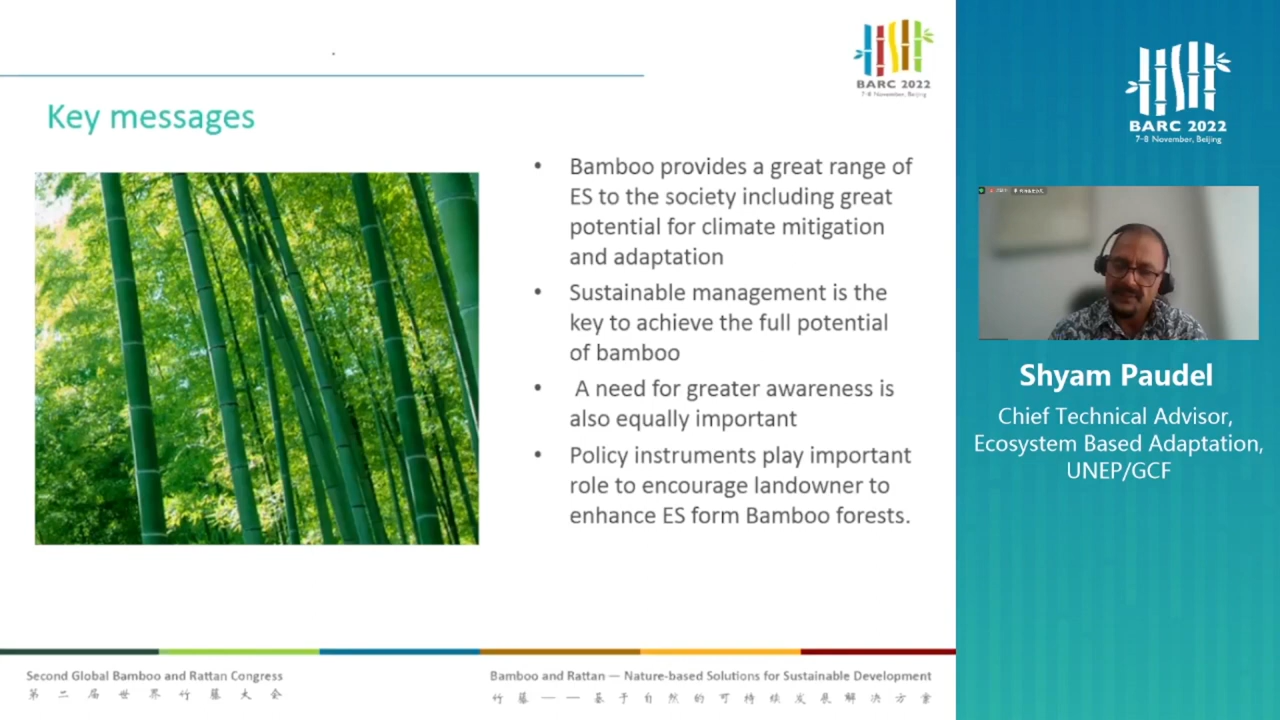 BARC 2022
7-8 November, Beijing
Key messages
• Bamboo provides a great range of
ES to the society including great
potential for climate mitigation
and adaptation
• Sustainable management is the
key to achieve the full potential
of bamboo
• A need for greater awareness is
also equally important
• Policy instruments play important
role to encourage landowner to
enhance ES form Bamboo forests.
Second Global Bamboo and Rattan Congress
第二届世界竹藤大会
Bamboo and Rattan — Nature-based Solutions for Sustainable Development
竹藤——基于自然的可持续发展解决方案
BARC 2022
7-8 November, Beijing
Shyam Paudel
Chief Technical Advisor,
Ecosystem Based Adaptation,
UNEP/GCF